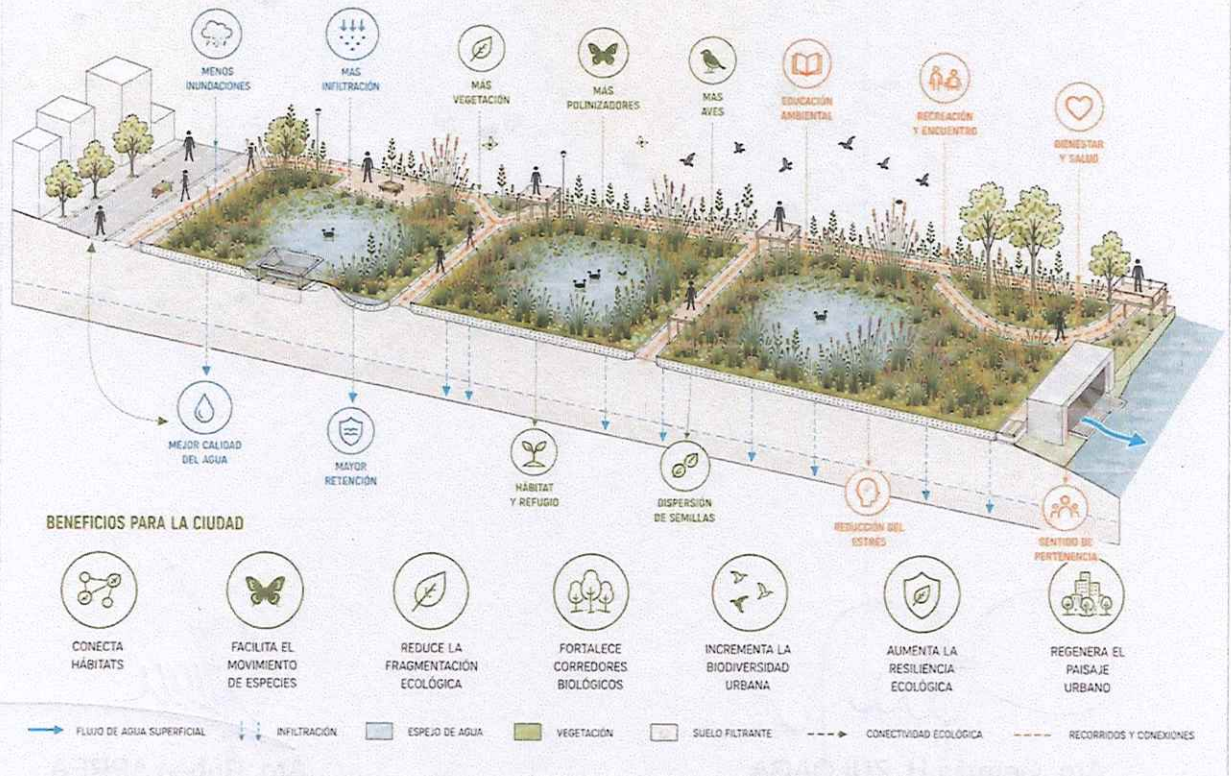 MENOS
INUNDACIONES
MAS
INFILTRACIÓN
MÁS
VEGETACIÓN
MÁS
POLINIZADORES
MAS
AVES
EDUCACIÓN
AMBIENTAL
RECREACIÓN
Y ENCUENTRO
BIENESTAR
Y SALUD
MEJOR CALIDAD
DEL AGUA
MAYOR
RETENCIÓN
HÁBITAT
Y REFUGIO
DISPERSIÓN
DE SEMILLAS
REDUCCIÓN DEL
ESTRÉS
SENTIDO DE
PERTENENCIA
BENEFICIOS PARA LA CIUDAD
CONECTA
HÁBITATS
FACILITA EL
MOVIMIENTO
DE ESPECIES
REDUCE LA
FRAGMENTACIÓN
ECOLÓGICA
FORTALECE
CORREDORES
BIOLÓGICOS
INCREMENTA LA
BIODIVERSIDAD
URBANA
AUMENTA LA
RESILIENCIA
ECOLÓGICA
REGENERA EL
PAISAJE
URBANO
FLUJO DE AGUA SUPERFICIAL
INFILTRACIÓN
ESPEJO DE AGUA
VEGETACIÓN
SUELO FILTRANTE
CONECTIVIDAD ECOLÓGICA
RECORRIDOS Y CONEXIONES